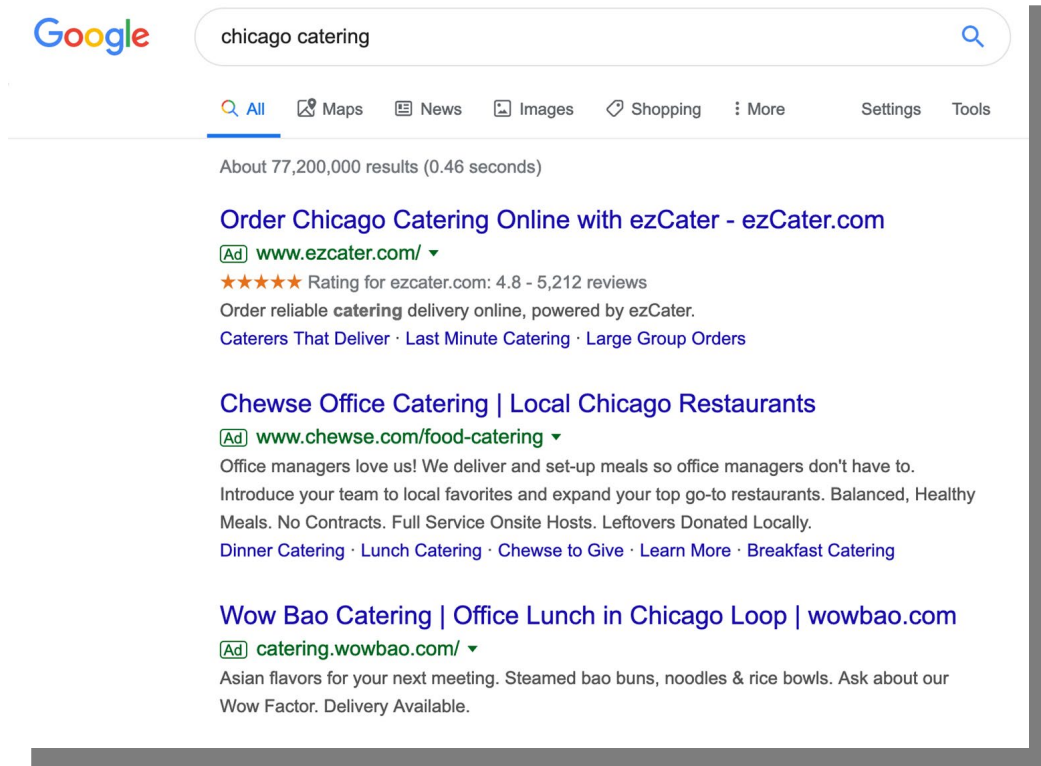 Google
chicago catering
All Maps News Images Shopping More Settings Tools
About 77,200,000 results (0.46 seconds)
Order Chicago Catering Online with ezCater - ezCater.com
Ad www.ezcater.com/
Rating for ezcater.com: 4.8 - 5,212 reviews
Order reliable catering delivery online, powered by ezCater.
Caterers That Deliver · Last Minute Catering · Large Group Orders
Chewse Office Catering | Local Chicago Restaurants
Ad www.chewse.com/food-catering
Office managers love us! We deliver and set-up meals so office managers don't have to.
Introduce your team to local favorites and expand your top go-to restaurants. Balanced, Healthy
Meals. No Contracts. Full Service Onsite Hosts. Leftovers Donated Locally.
Dinner Catering · Lunch Catering · Chewse to Give · Learn More · Breakfast Catering
Wow Bao Catering | Office Lunch in Chicago Loop | wowbao.com
Ad catering.wowbao.com/
Asian flavors for your next meeting. Steamed bao buns, noodles & rice bowls. Ask about our
Wow Factor. Delivery Available.